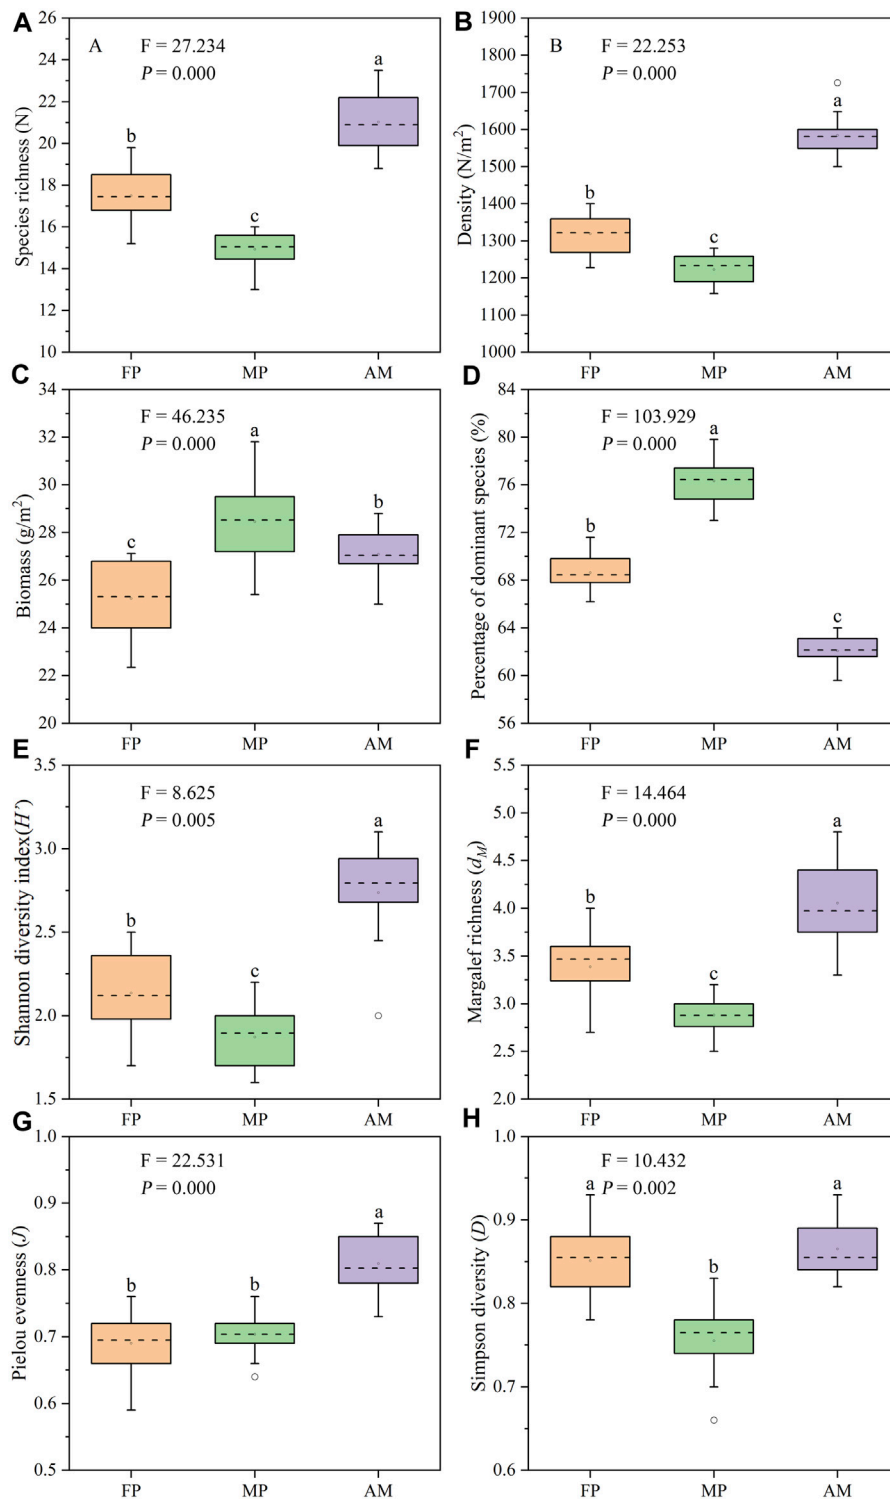 A
A
F = 27.234
P = 0.000
Species richness (N)
26
24
22
20
18
16
14
12
10
b
c
a
FP
MP
AM
B
B
F = 22.253
P = 0.000
Density (N/m²)
1900
1800
1700
1600
1500
1400
1300
1200
1100
1000
b
c
a
FP
MP
AM
C
F = 46.235
P = 0.000
Biomass (g/m²)
34
32
30
28
26
24
22
20
c
a
b
FP
MP
AM
D
F = 103.929
P = 0.000
Percentage of dominant species (%)
84
80
76
72
68
64
60
56
b
a
c
FP
MP
AM
E
F = 8.625
P = 0.005
Shannon diversity index(H’)
3.5
3.0
2.5
2.0
1.5
b
c
a
FP
MP
AM
F
F = 14.464
P = 0.000
Margalef richness (d_M)
5.5
5.0
4.5
4.0
3.5
3.0
2.5
2.0
b
c
a
FP
MP
AM
G
F = 22.531
P = 0.000
Pielou evenness (J)
1.0
0.9
0.8
0.7
0.6
0.5
b
b
a
FP
MP
AM
H
F = 10.432
P = 0.002
Simpson diversity (D)
1.0
0.9
0.8
0.7
0.6
a
b
a
FP
MP
AM